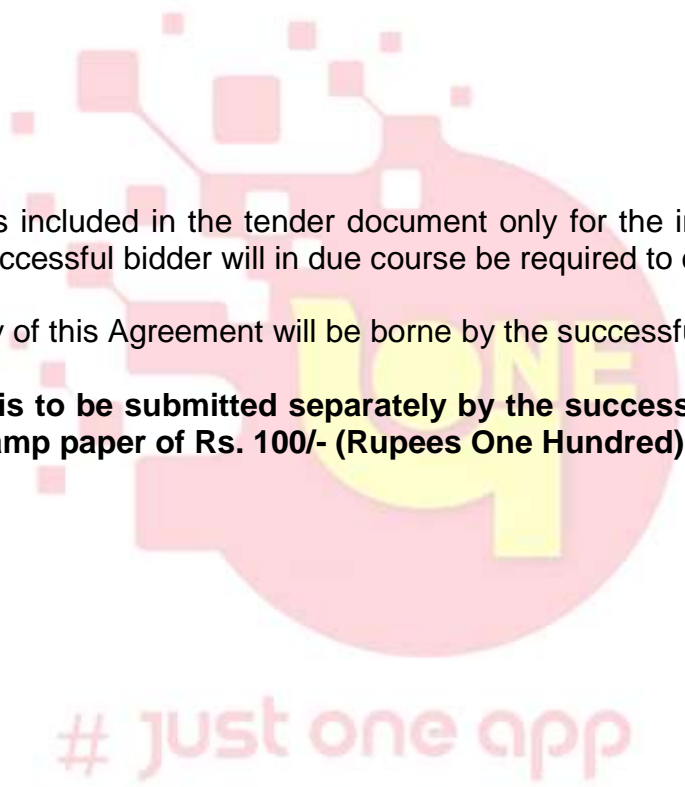 s included in the tender document only for the i
ccessful bidder will in due course be required to
y of this Agreement will be borne by the successf
is to be submitted separately by the success
amp paper of Rs. 100/- (Rupees One Hundred)
ONE
# just one app